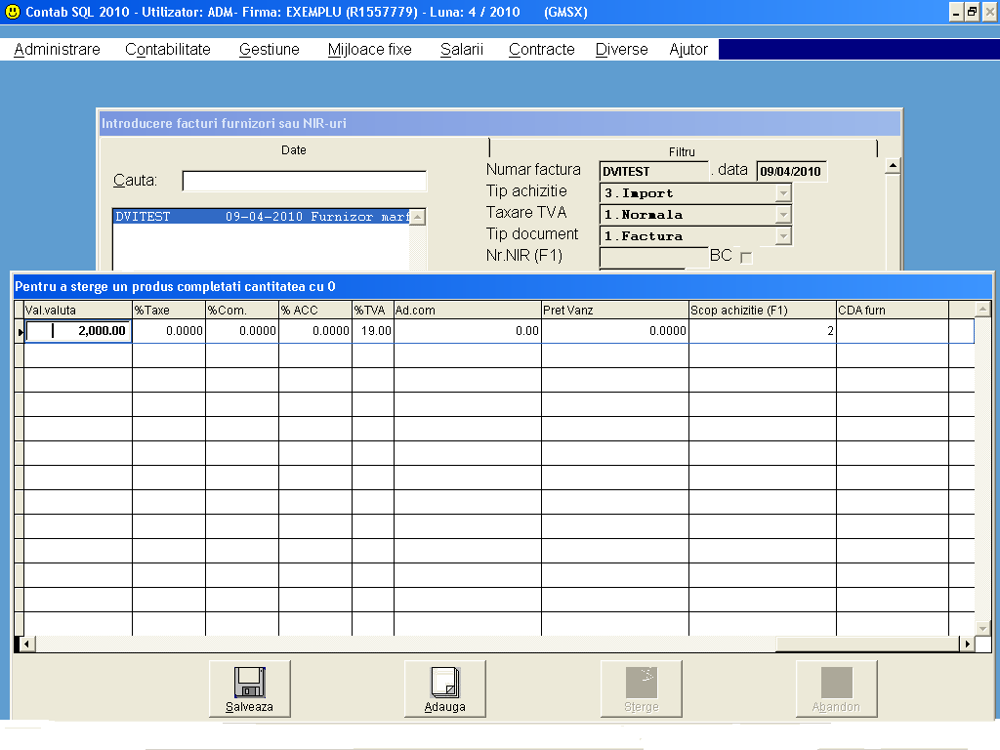 Contab SQL 2010 - Utilizator: ADM- Firma: EXEMPLU (R1557779) - Luna: 4 / 2010 (GMSX)
Administrare Contabilitate Gestiune Mijloace fixe Salarii Contracte Diverse Ajutor
Introducere facturi furnizori sau NIR-uri
Date Filtru
Cauta:
DVITEST 09-04-2010 Furnizor marf
Numar factura DVITEST . data 09/04/2010
Tip achizitie 3.Import
Taxare TVA 1.Normala
Tip document 1.Factura
Nr.NIR (F1) BC
Pentru a sterge un produs completati cantitatea cu 0
Val.valuta %Taxe %Com. % ACC %TVA Ad.com Pret Vanz Scop achizitie (F1) CDA furn
2,000.00 0.0000 0.0000 0.0000 19.00 0.00 0.0000 2
Salveaza Adauga Sterge Abandon